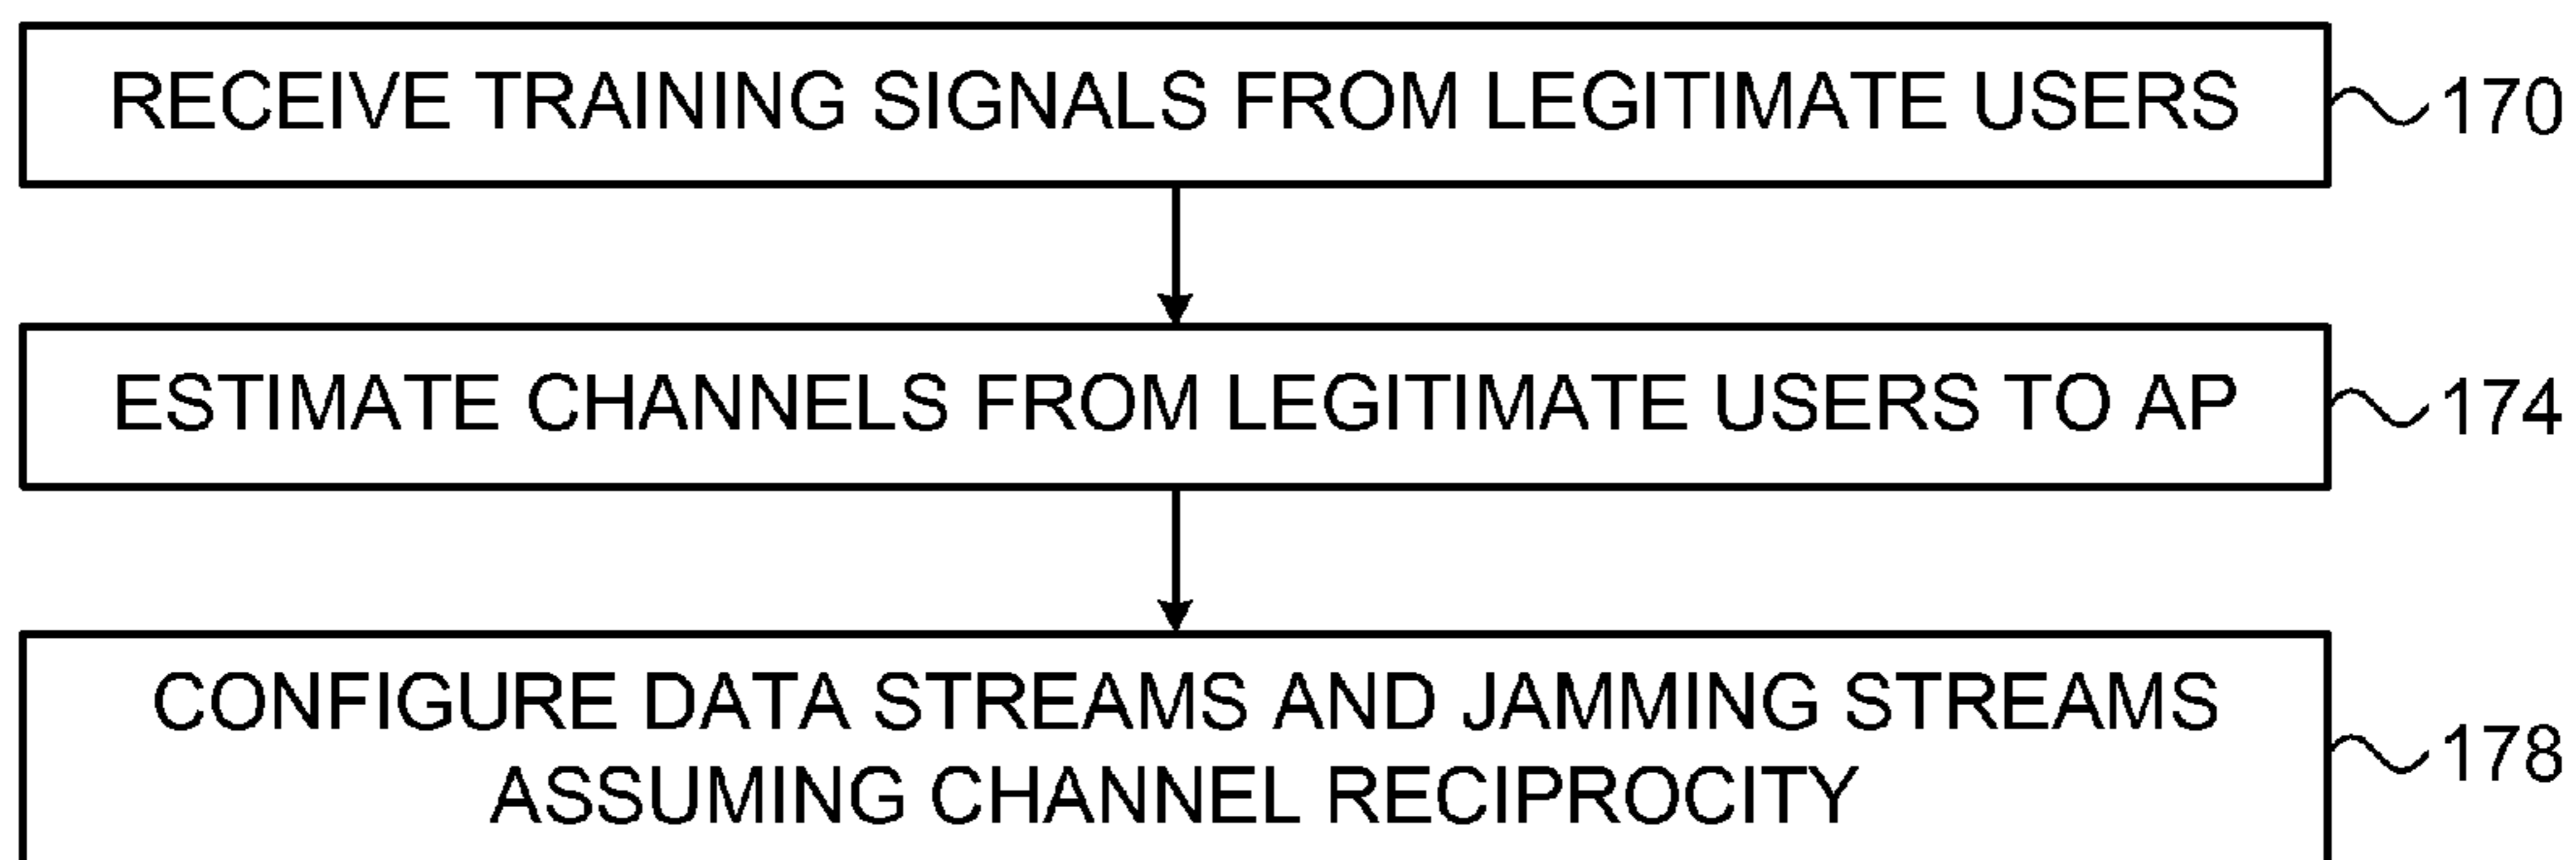 RECEIVE TRAINING SIGNALS FROM LEGITIMATE USERS
170
ESTIMATE CHANNELS FROM LEGITIMATE USERS TO AP
174
CONFIGURE DATA STREAMS AND JAMMING STREAMS
ASSUMING CHANNEL RECIPROCITY
178